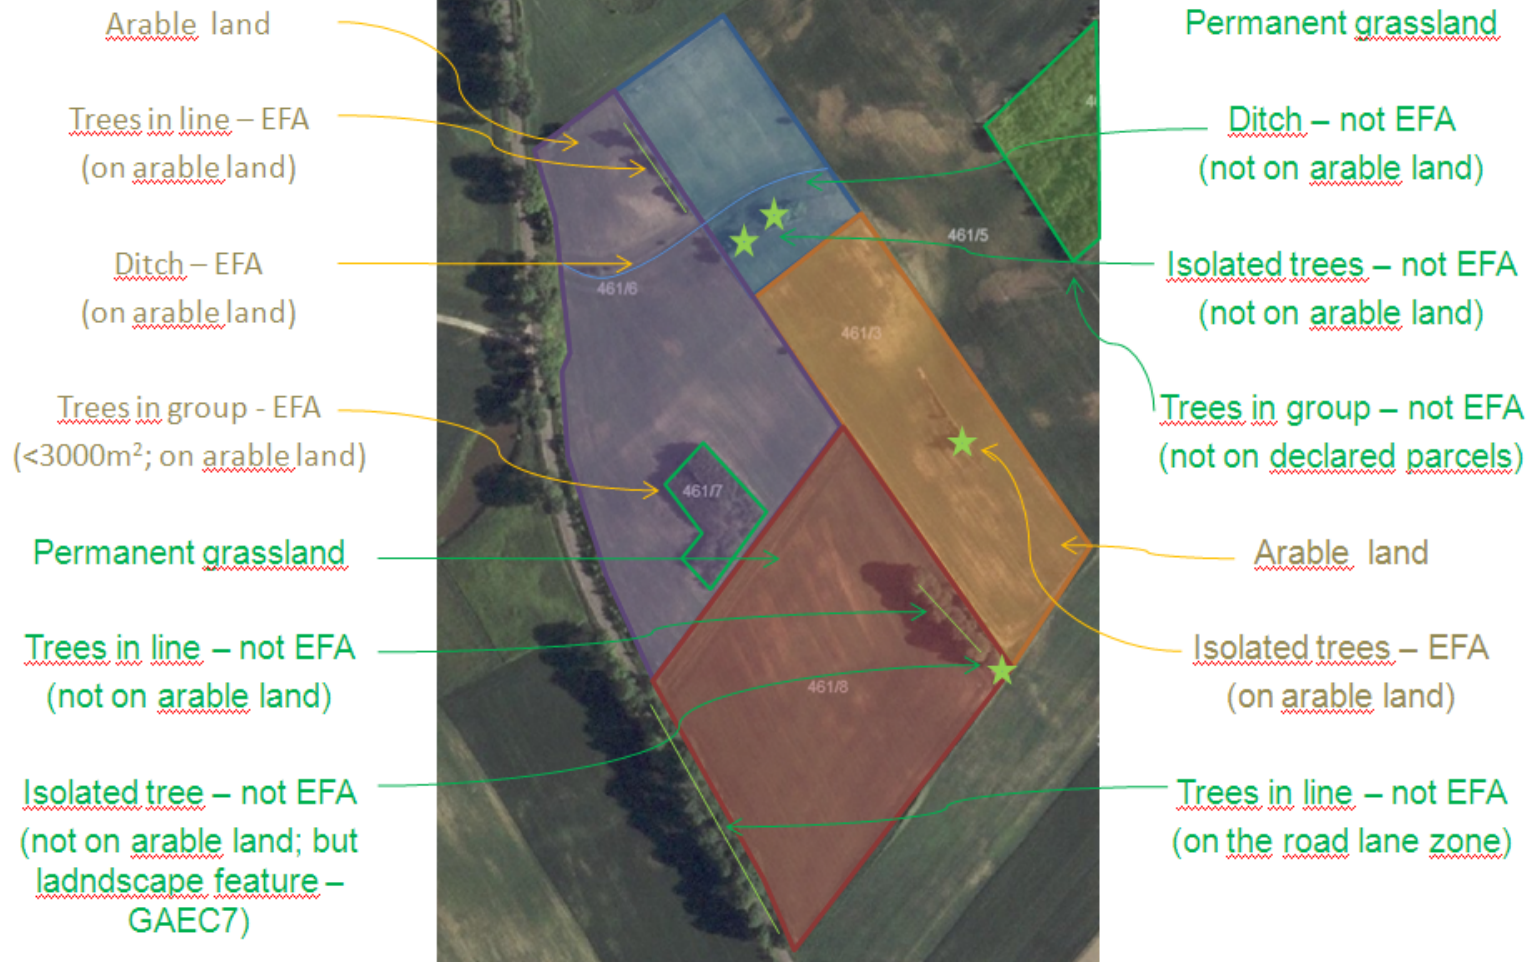 Arable land
Trees in line – EFA
(on arable land)
Ditch – EFA
(on arable land)
Trees in group - EFA
(<3000m²; on arable land)
Permanent grassland
Trees in line – not EFA
(not on arable land)
Isolated tree – not EFA
(not on arable land; but
ladndscape feature –
GAEC7)
461/6
461/7
461/3
461/5
461/8
Permanent grassland
Ditch – not EFA
(not on arable land)
Isolated trees – not EFA
(not on arable land)
Trees in group – not EFA
(not on declared parcels)
Arable land
Isolated trees – EFA
(on arable land)
Trees in line – not EFA
(on the road lane zone)